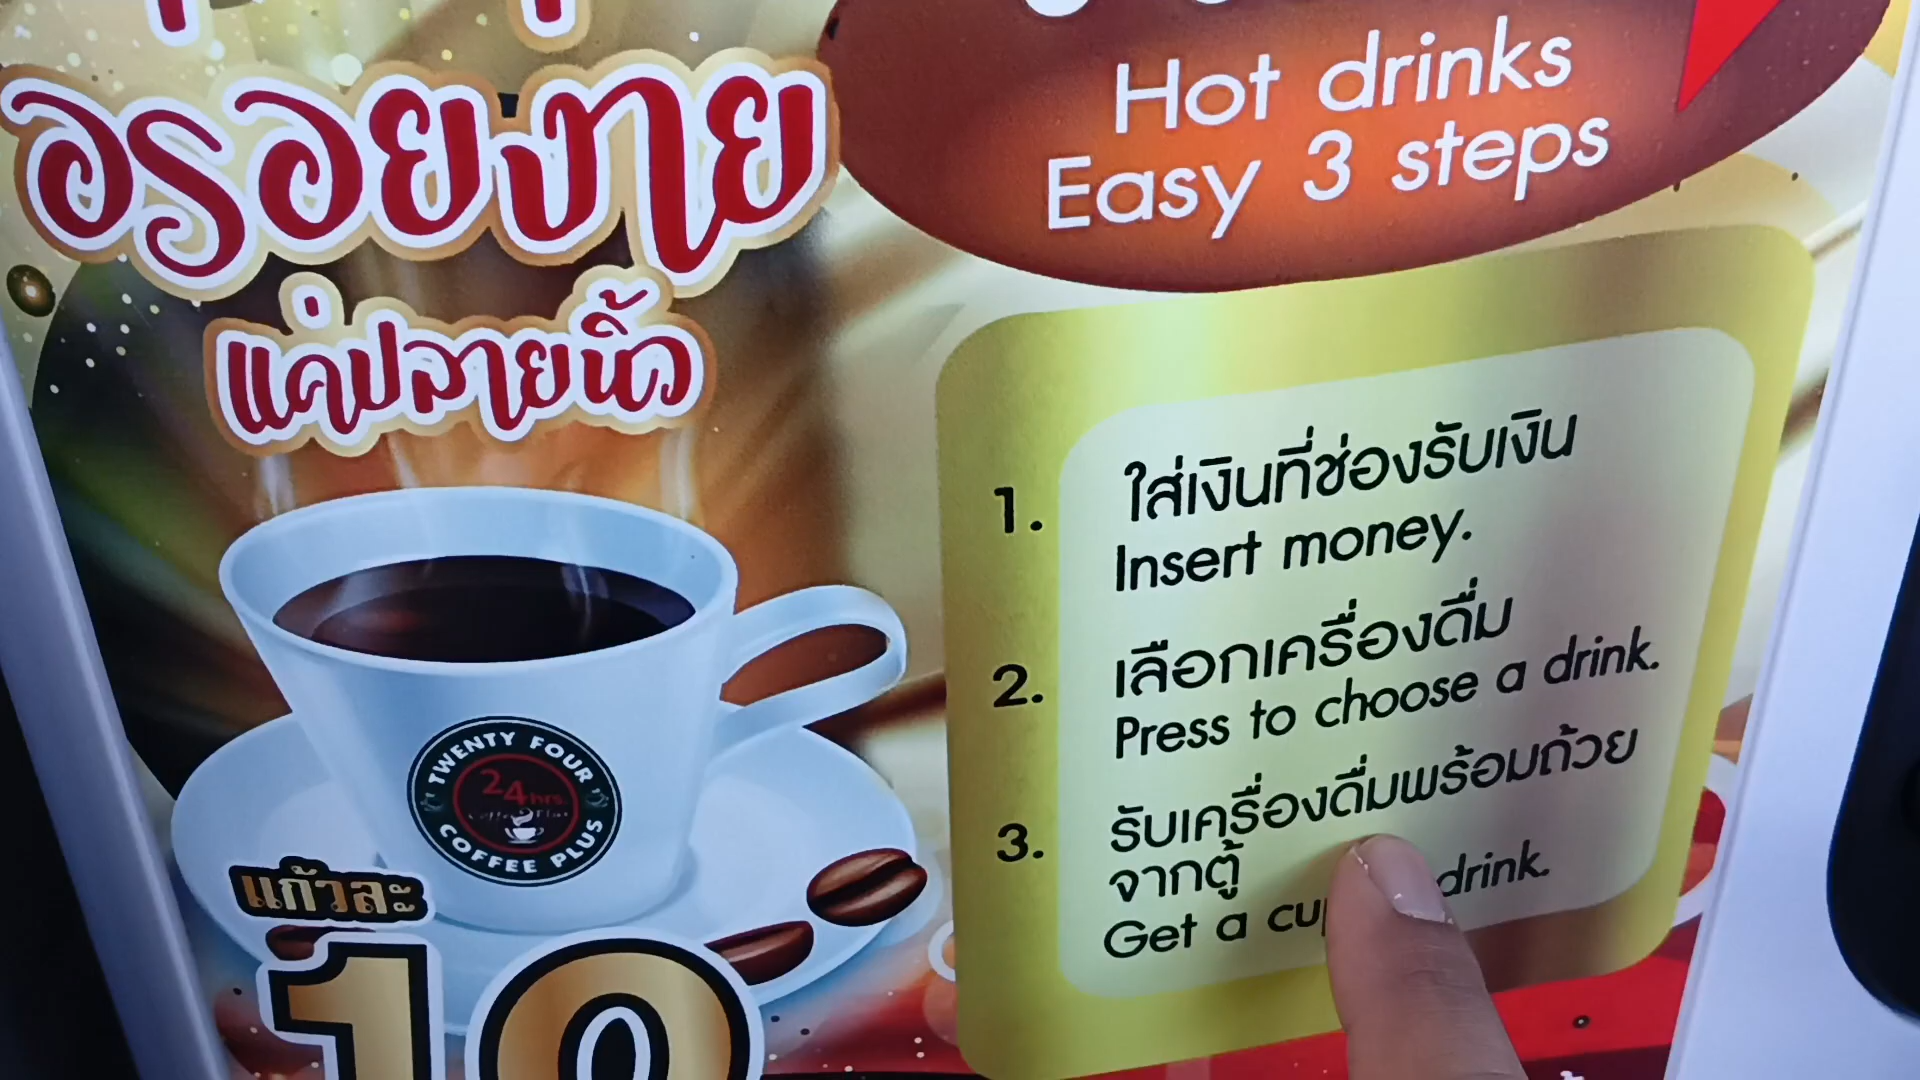 อร่อยง่าย
แค่ปลายนิ้ว
TWENTY FOUR
24hrs.
COFFEE PLUS
แก้วละ
10
Hot drinks
Easy 3 steps
1. ใส่เงินที่ช่องรับเงิน
Insert money.
2. เลือกเครื่องดื่ม
Press to choose a drink.
3. รับเครื่องดื่มพร้อมถ้วย
จากตู้
Get a drink.